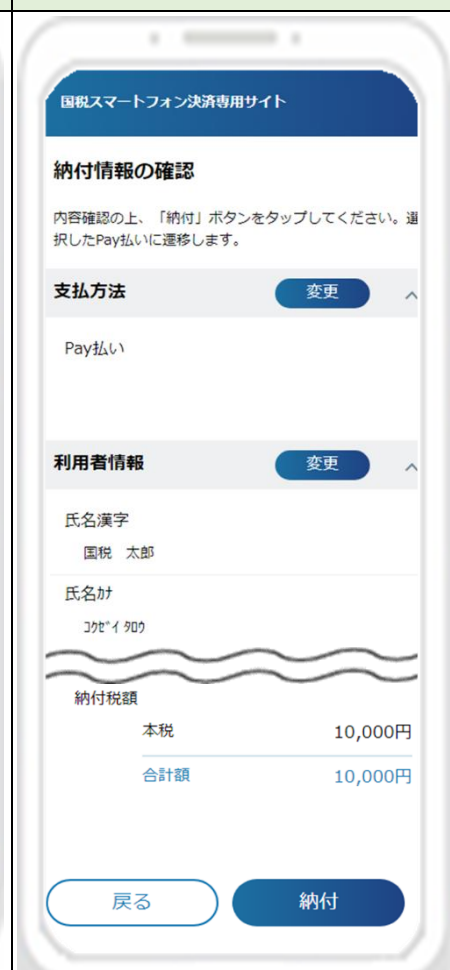 国税スマートフォン決済専用サイト
納付情報の確認
内容確認の上、「納付」ボタンをタップしてください。選
択したPay払いに遷移します。
支払方法 変更
Pay払い
利用者情報 変更
氏名漢字
国税 太郎
氏名ｶﾅ
ｺｸｾﾞｲ ﾀﾛｳ
納付税額
本税 10,000円
合計額 10,000円
戻る 納付